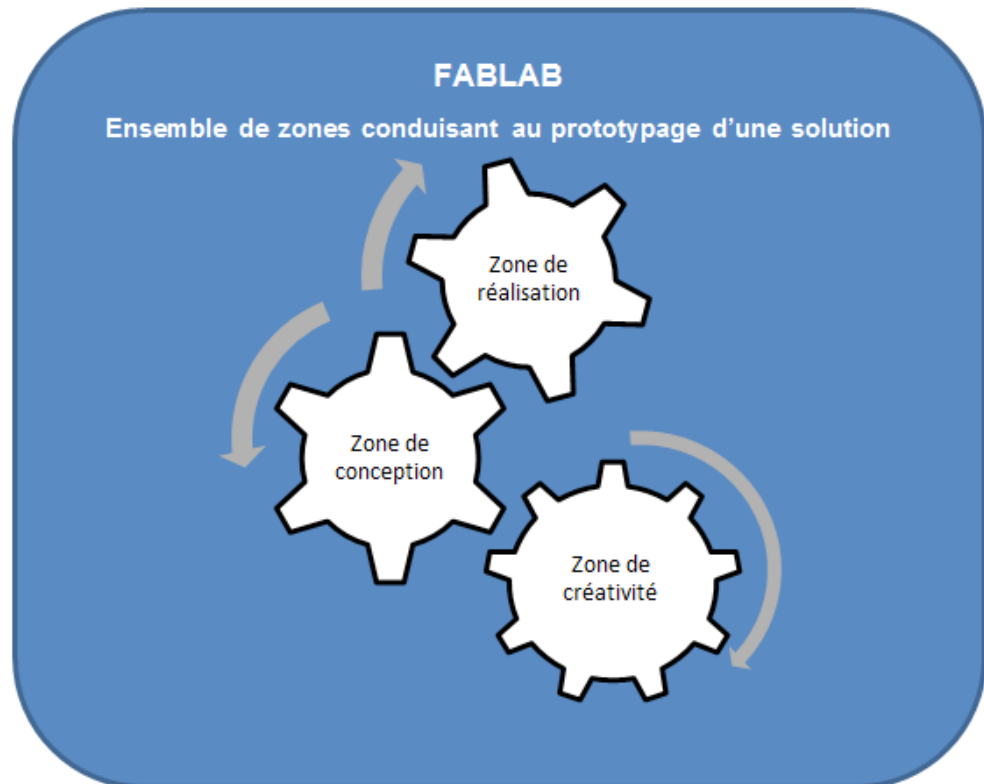 FABLAB
Ensemble de zones conduisant au prototypage d’une solution
Zone de
réalisation
Zone de
conception
Zone de
créativité